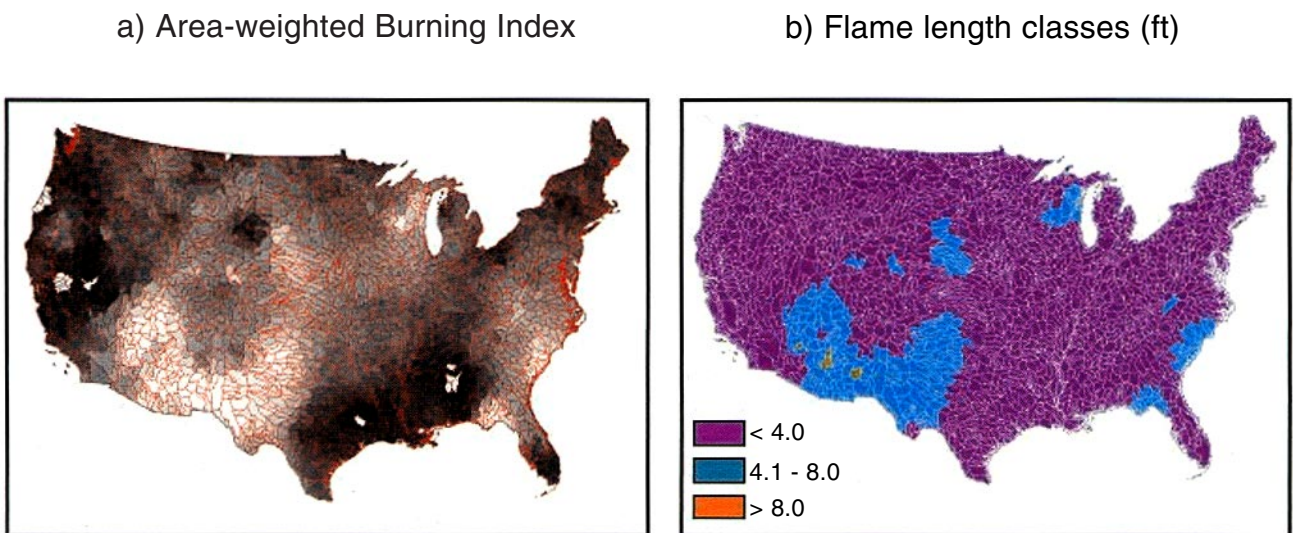 a) Area-weighted Burning Index
b) Flame length classes (ft)
< 4.0
4.1 - 8.0
> 8.0